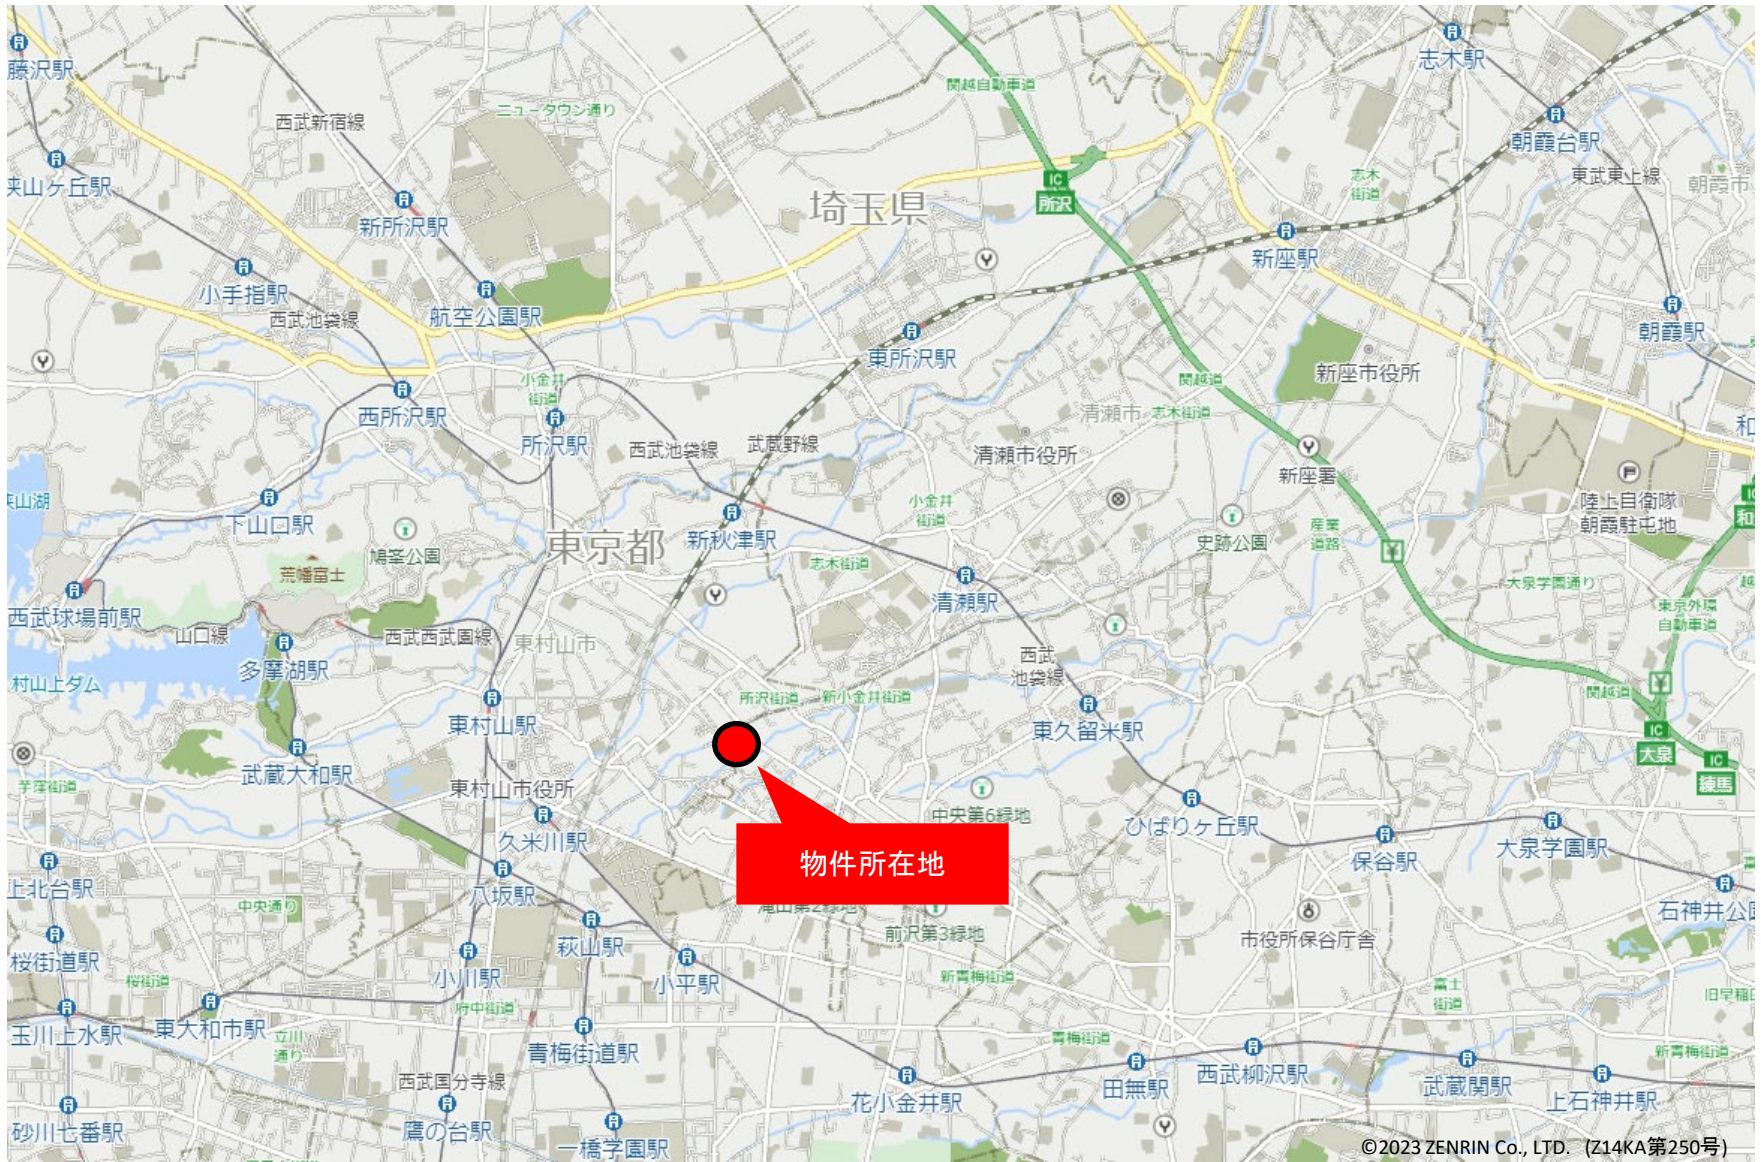 藤沢駅
志木駅
ニュータウン通り
関越自動車道
西武新宿線
朝霞台駅
志木
街道
東武東上線
朝霞市
狭山ヶ丘駅
埼玉県
IC
所沢
新所沢駅
新座駅
小手指駅
航空公園駅
西武池袋線
朝霞駅
東所沢駅
新座市役所
小金井
街道
関越道
西所沢駅
清瀬市
志木街道
所沢駅
西武池袋線
武蔵野線
清瀬市役所
新座署
陸上自衛隊
朝霞駐屯地
IC
和
狭山湖
下山口駅
鳩峯公園
東京都
新秋津駅
小金井
街道
史跡公園
産業
道路
荒幡富士
志木街道
大泉学園通り
清瀬駅
東京外環
自動車道
西武球場前駅
山口線
西武西武園線
東村山市
多摩湖駅
西武
池袋線
村山上ダム
所沢街道
新小金井街道
関越道
東村山駅
東久留米駅
IC
大泉
IC
練馬
武蔵大和駅
東村山市役所
芋窪街道
中央第6緑地
久米川駅
ひばりヶ丘駅
保谷駅
大泉学園駅
物件所在地
上北台駅
八坂駅
中央通り
滝山第2緑地
石神井公園
前沢第3緑地
市役所保谷庁舎
萩山駅
桜街道駅
小川駅
小平駅
新青梅街道
桜街道
富士
街道
旧早稲田
府中街道
玉川上水駅
東大和市駅
立川
通り
青梅街道駅
青梅街道
新青梅街道
西武国分寺線
田無駅
西武柳沢駅
武蔵関駅
上石神井駅
花小金井駅
砂川七番駅
鷹の台駅
一橋学園駅
©2023 ZENRIN Co., LTD. (Z14KA第250号)